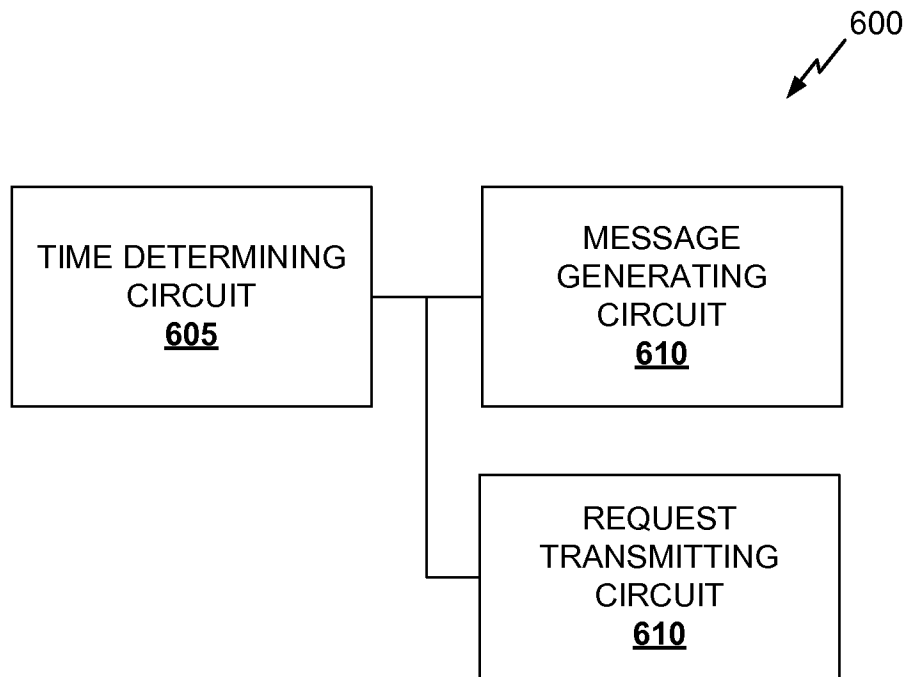 600
TIME DETERMINING
CIRCUIT
605
MESSAGE
GENERATING
CIRCUIT
610
REQUEST
TRANSMITTING
CIRCUIT
610